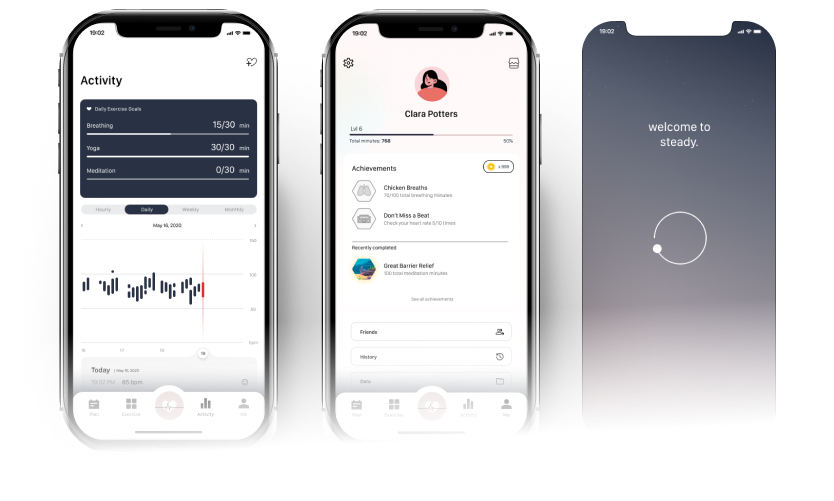 19:02
Activity
Daily Exercise Goals
Breathing 15/30 min
Yoga 30/30 min
Meditation 0/30 min
Hourly Daily Weekly Monthly
May 16, 2020
150
100
50
bpm
16 17 18 19
Today | May 16, 2020
19:02 PM 85 bpm
Plan Exercise Activity Me
19:02
Clara Potters
Lvl 6
Total minutes: 768 50%
Achievements
x 999
Chicken Breaths
76/100 total breathing minutes
Don't Miss a Beat
Check your heart rate 5/10 times
Recently completed
Great Barrier Relief
100 total meditation minutes
See all achievements
Friends
History
Data
Plan Exercise Activity Me
19:02
welcome to
steady.